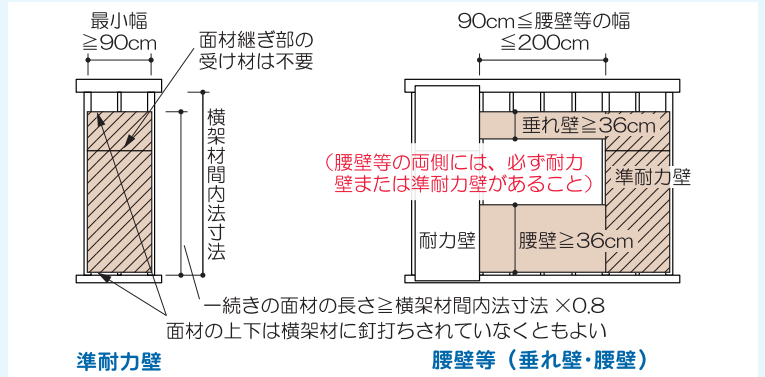 最小幅
≧90cm
面材継ぎ部の
受け材は不要
横架材間内法寸法
一続きの面材の長さ≧横架材間内法寸法 ×0.8
面材の上下は横架材に釘打ちされていなくともよい
準耐力壁
90cm≦腰壁等の幅
≦200cm
垂れ壁≧36cm
（腰壁等の両側には、必ず耐力
壁または準耐力壁があること）
準耐力壁
耐力壁
腰壁≧36cm
腰壁等（垂れ壁・腰壁）